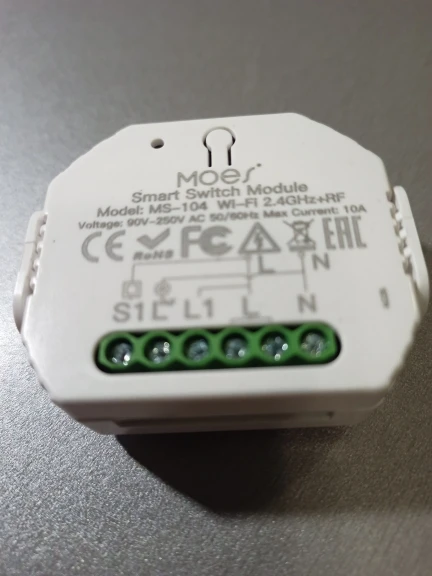 MOes
Smart Switch Module
Model: MS-104 Wi-Fi 2.4GHz+RF
Voltage: 90V-250V AC 50/60Hz Max Current: 10A
CE RoHS FC EAC
L N
S1 L L1 L N